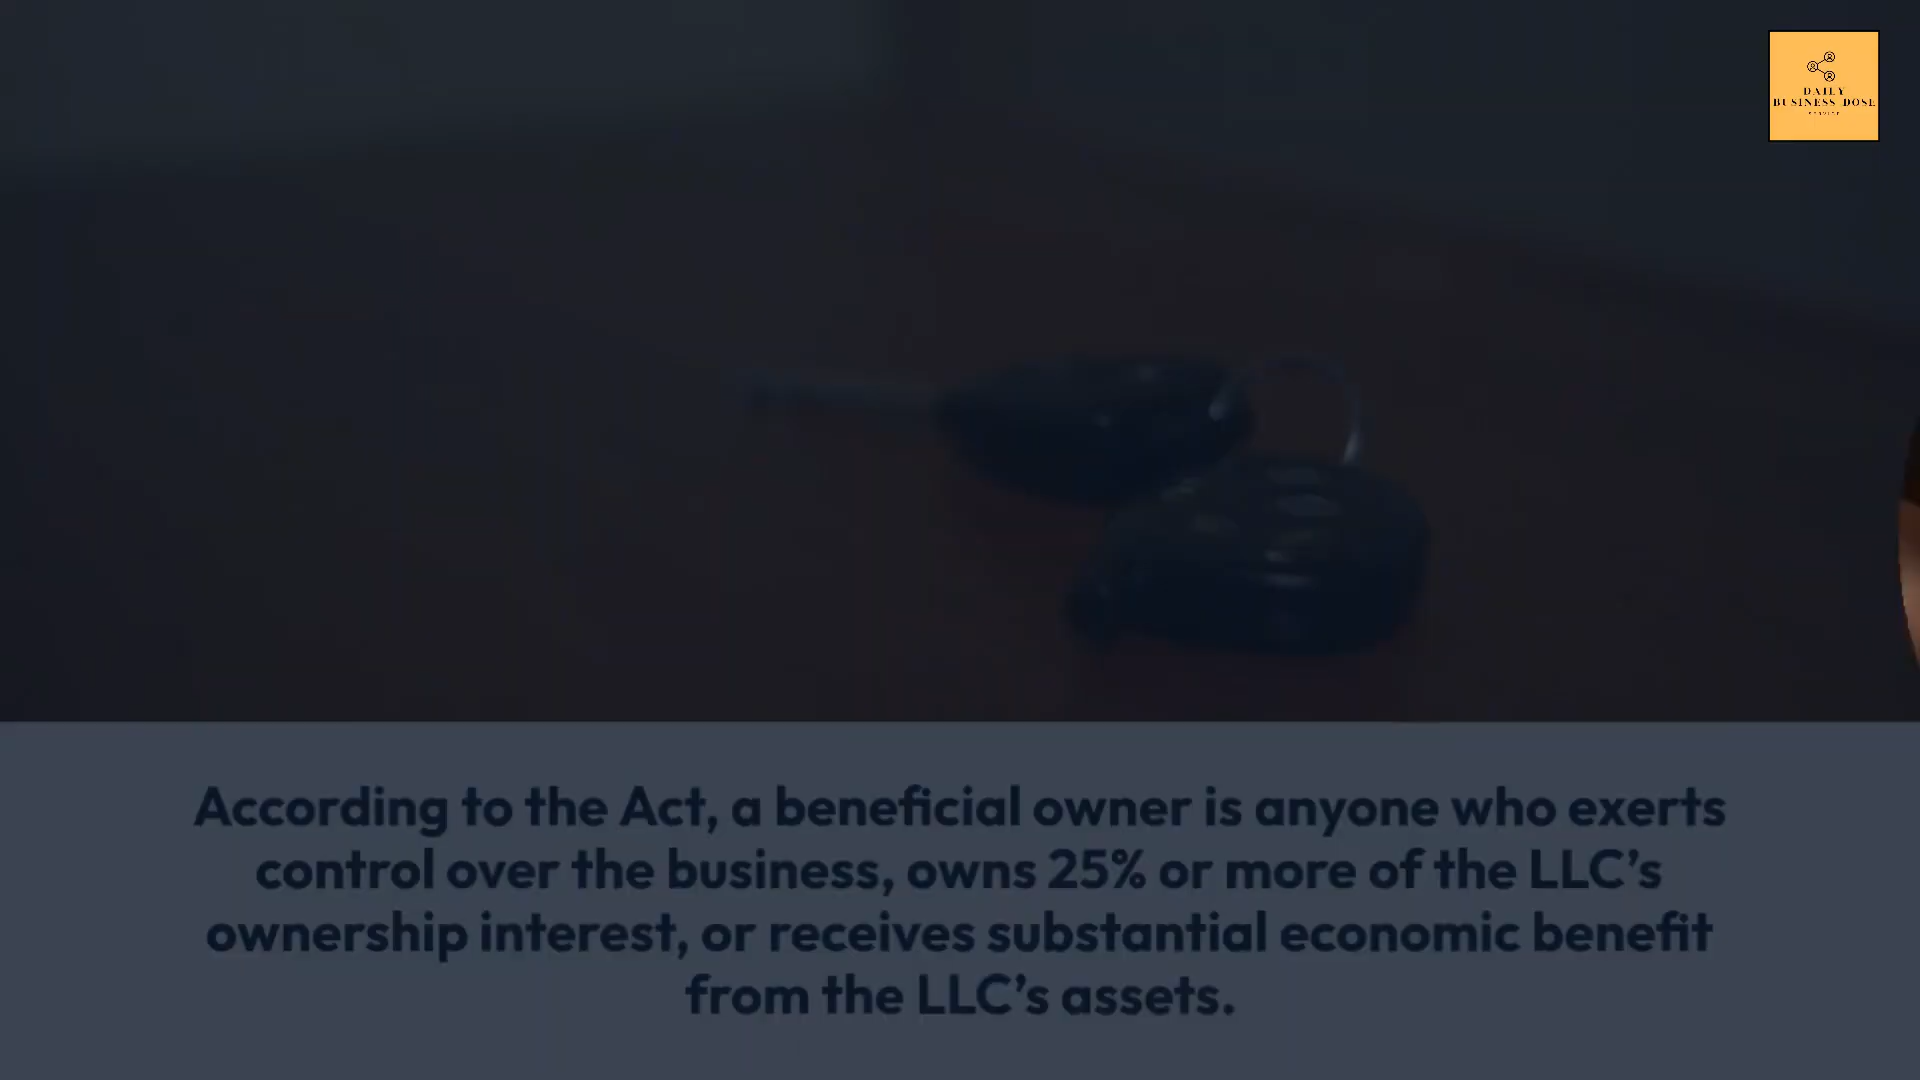 DAILY
BUSINESS DOSE
According to the Act, a beneficial owner is anyone who exerts
control over the business, owns 25% or more of the LLC’s
ownership interest, or receives substantial economic benefit
from the LLC’s assets.